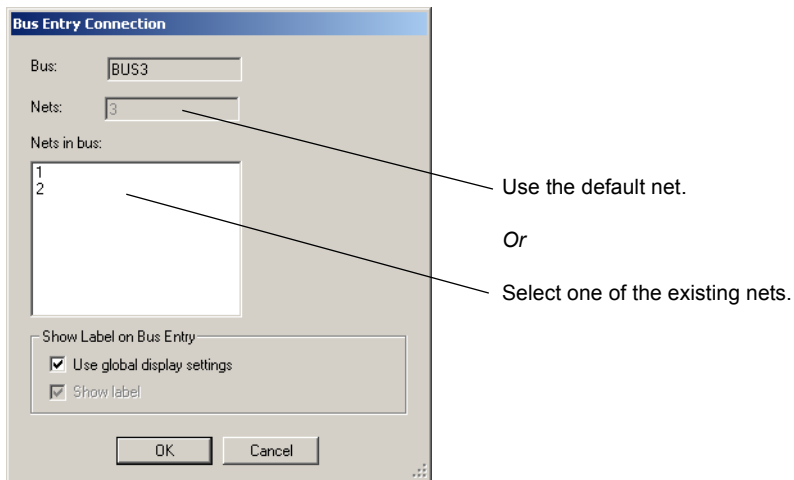 Bus Entry Connection
Bus: BUS3
Nets: 3
Nets in bus:
1
2
Use the default net.
Or
Select one of the existing nets.
Show Label on Bus Entry
Use global display settings
Show label
OK Cancel